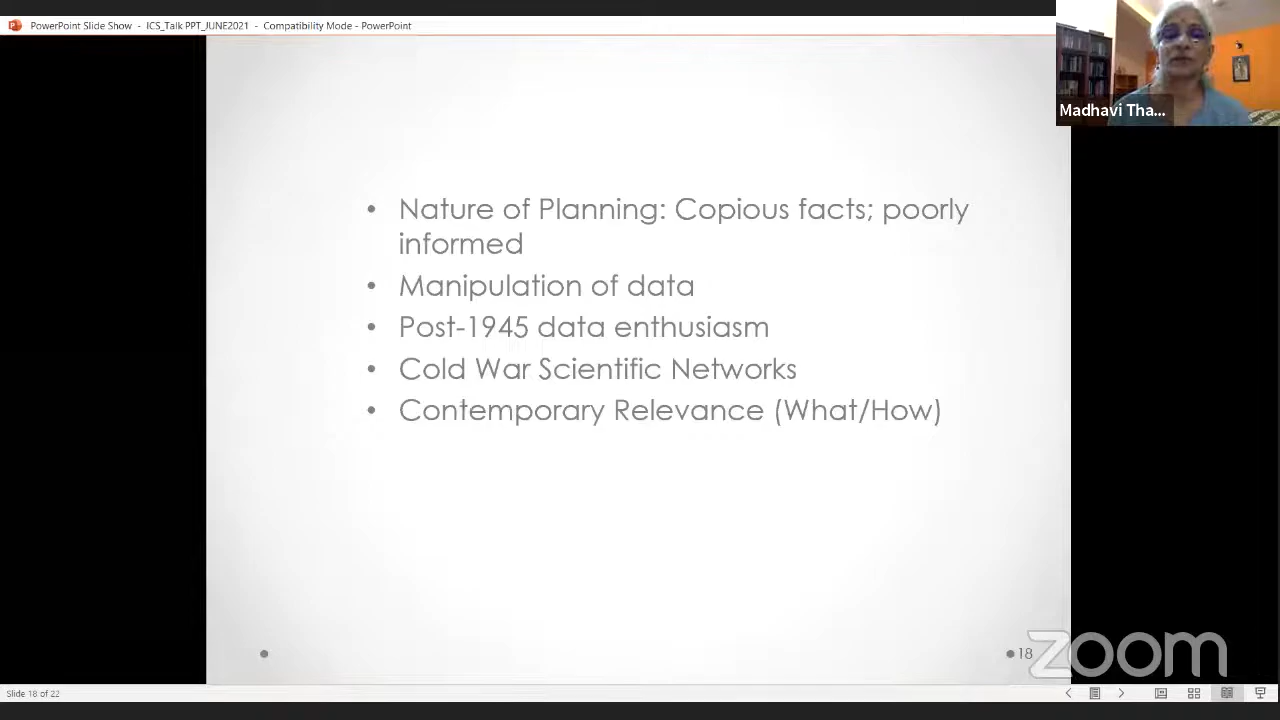 PowerPoint Slide Show - ICS_Talk PPT_JUNE2021 - Compatibility Mode - PowerPoint
Madhavi Tha...
• Nature of Planning: Copious facts; poorly
informed
• Manipulation of data
• Post-1945 data enthusiasm
• Cold War Scientific Networks
• Contemporary Relevance (What/How)
18
zoom
Slide 18 of 22